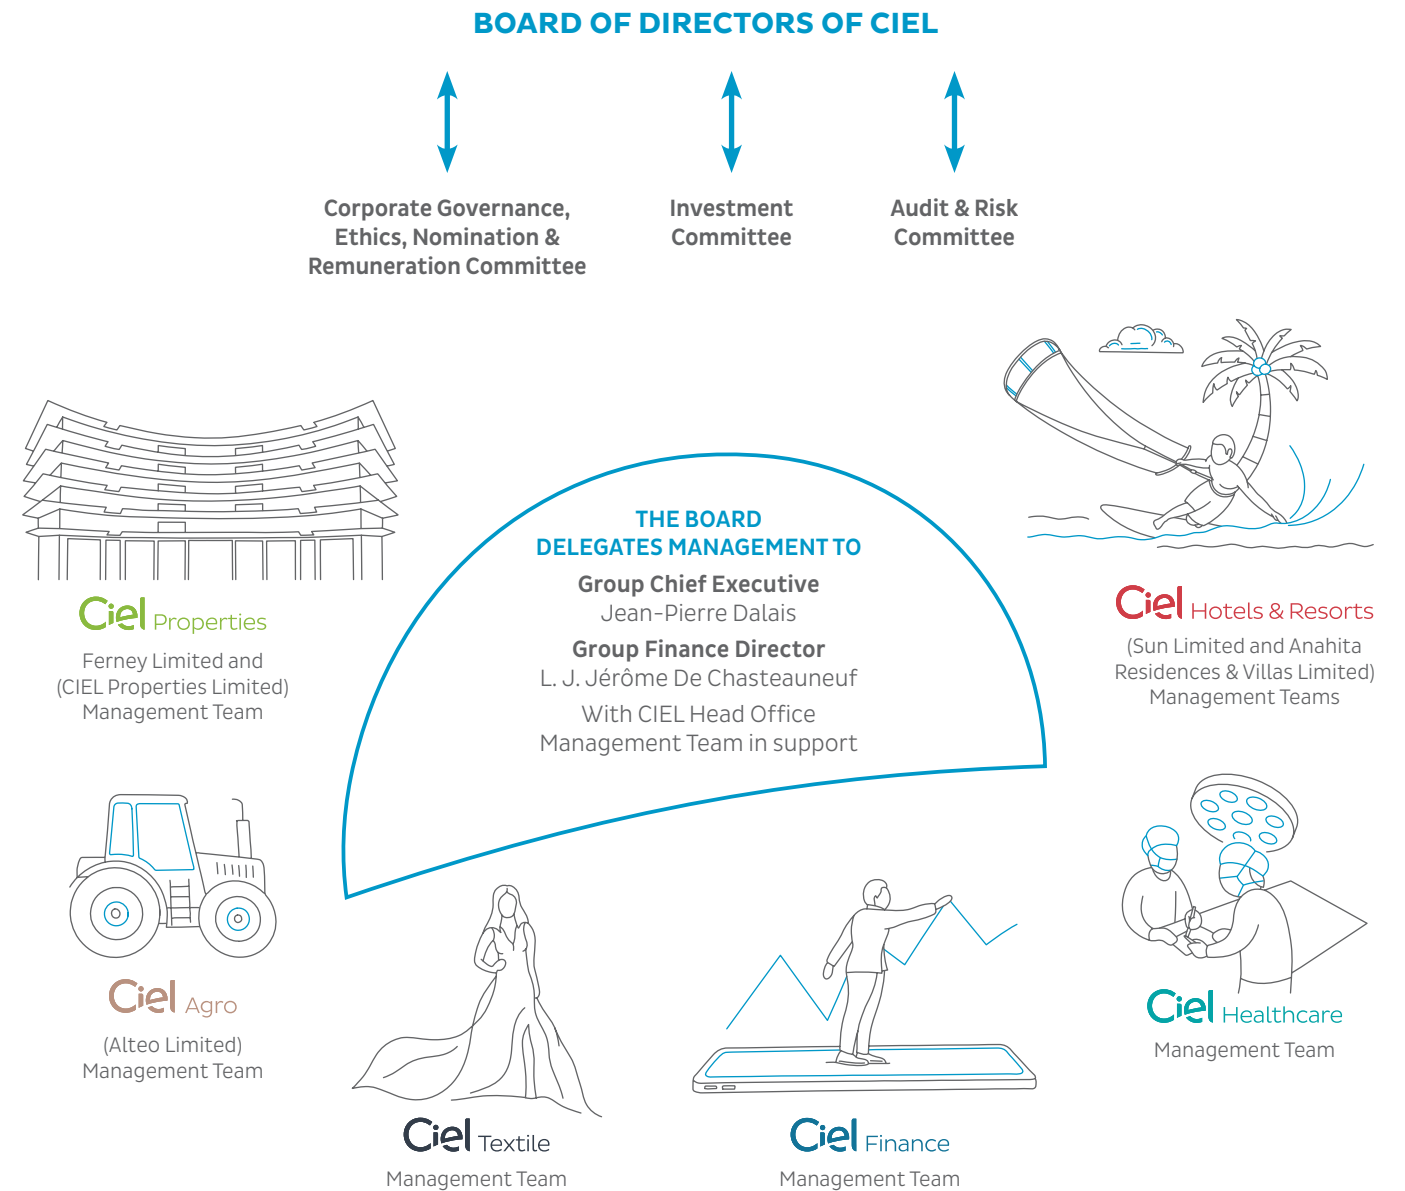 BOARD OF DIRECTORS OF CIEL
Corporate Governance,
Ethics, Nomination &
Remuneration Committee
Investment
Committee
Audit & Risk
Committee
THE BOARD
DELEGATES MANAGEMENT TO
Group Chief Executive
Jean-Pierre Dalais
Group Finance Director
L. J. Jérôme De Chasteauneuf
With CIEL Head Office
Management Team in support
Ciel Properties
Ferney Limited and
(CIEL Properties Limited)
Management Team
Ciel Hotels & Resorts
(Sun Limited and Anahita
Residences & Villas Limited)
Management Teams
Ciel Agro
(Alteo Limited)
Management Team
Ciel Healthcare
Management Team
Ciel Textile
Management Team
Ciel Finance
Management Team